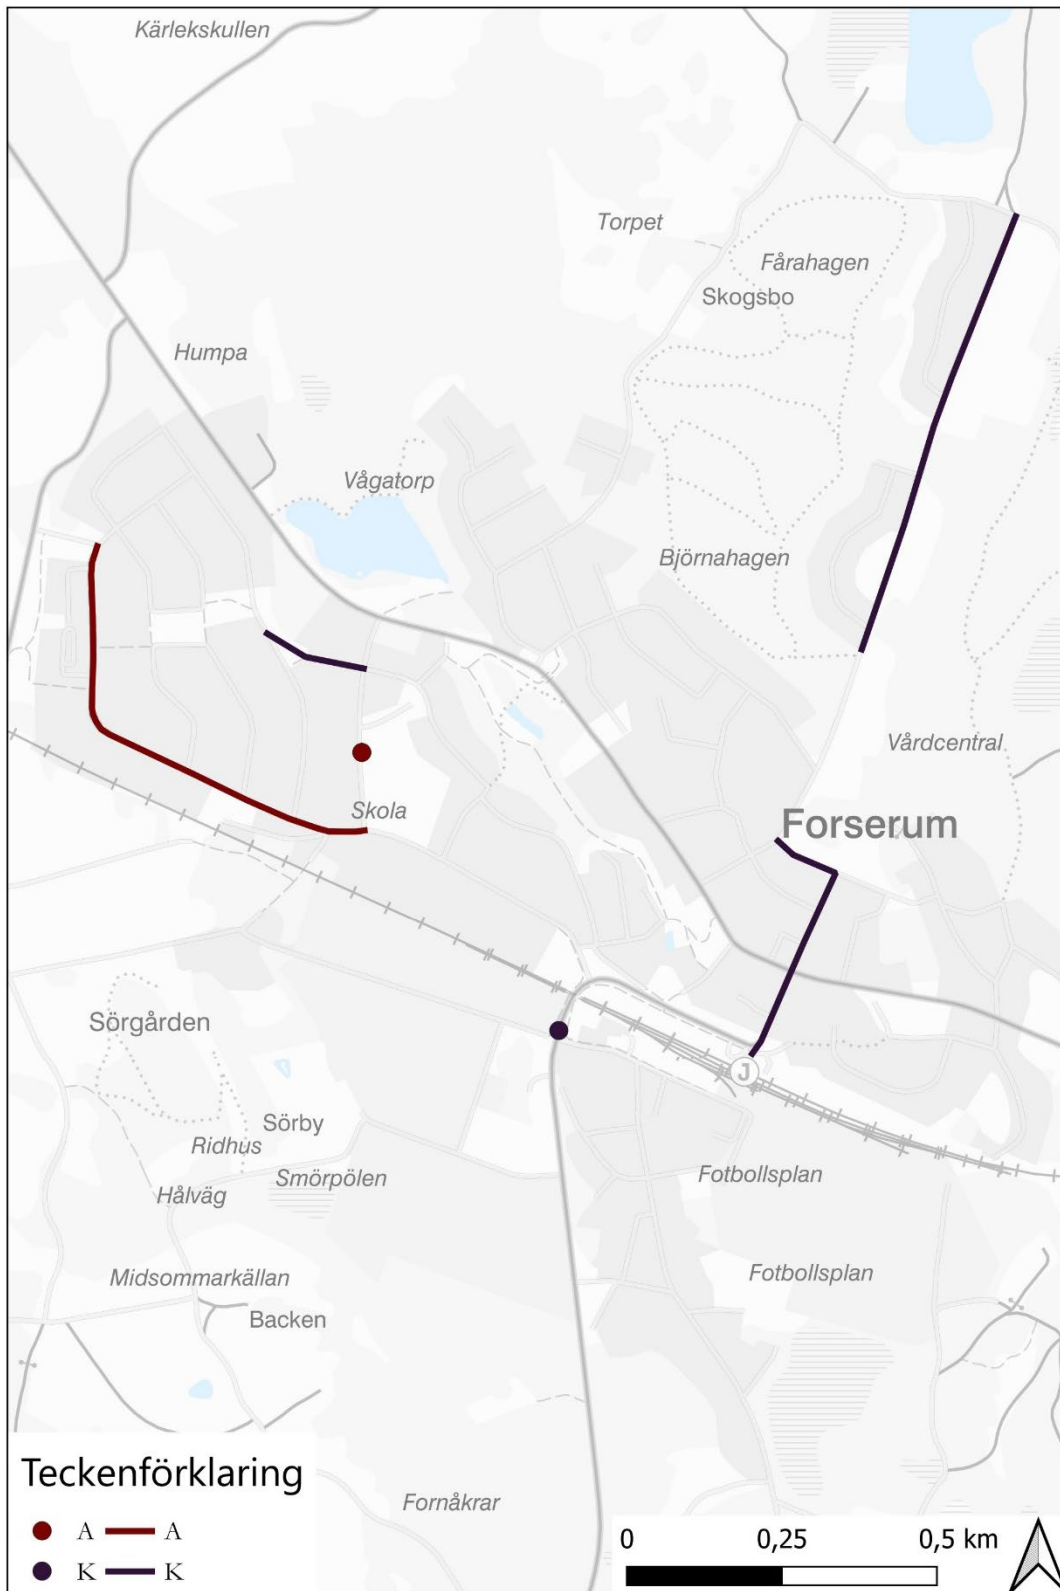 Kärlekskullen
Torpet
Fårahagen
Skogsbo
Humpa
Vågatorp
Björnahagen
Vårdcentral
Skola
Forserum
Sörgården
J
Sörby
Ridhus
Smörpölen
Fotbollsplan
Hålväg
Midsommarkällan
Fotbollsplan
Backen
Teckenförklaring
Fornåkrar
A A
K K
0 0,25 0,5 km